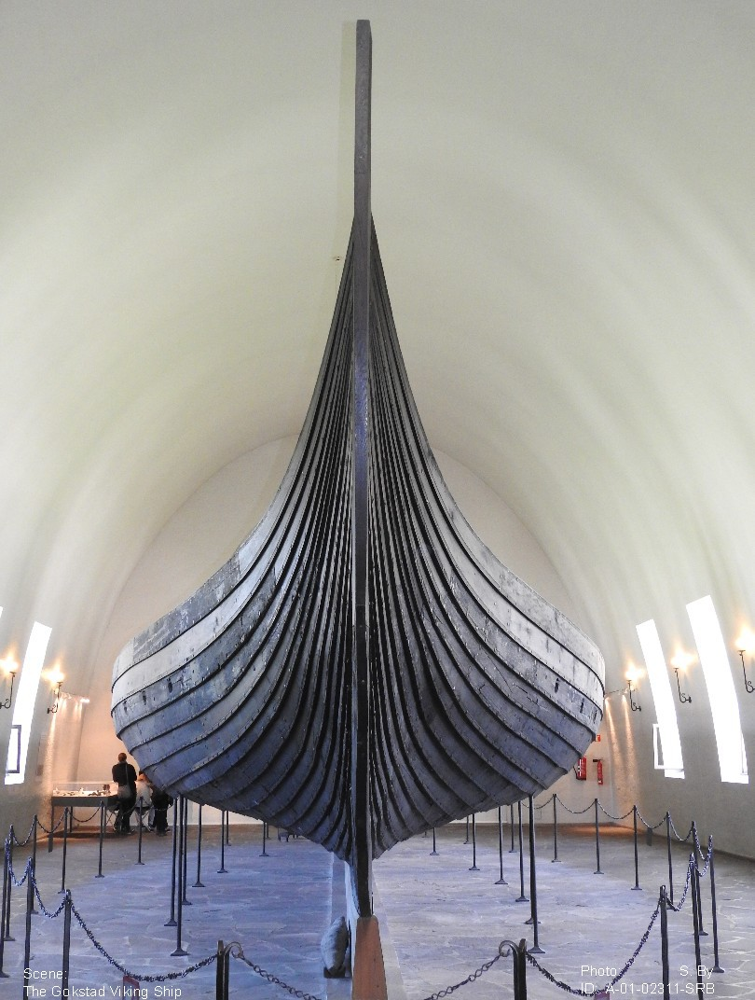 Scene:
The Gokstad Viking Ship
Photo: S. By
ID: A-01-02311-SRB